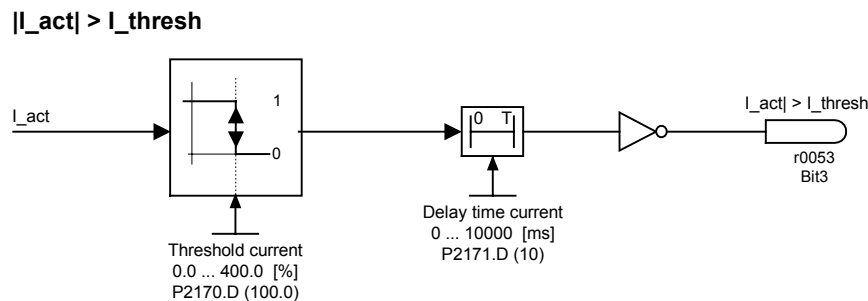 |I_act| > I_thresh
I_act
1
0
0 T
I_act| > I_thresh
r0053
Bit3
Threshold current
0.0 ... 400.0 [%]
P2170.D (100.0)
Delay time current
0 ... 10000 [ms]
P2171.D (10)